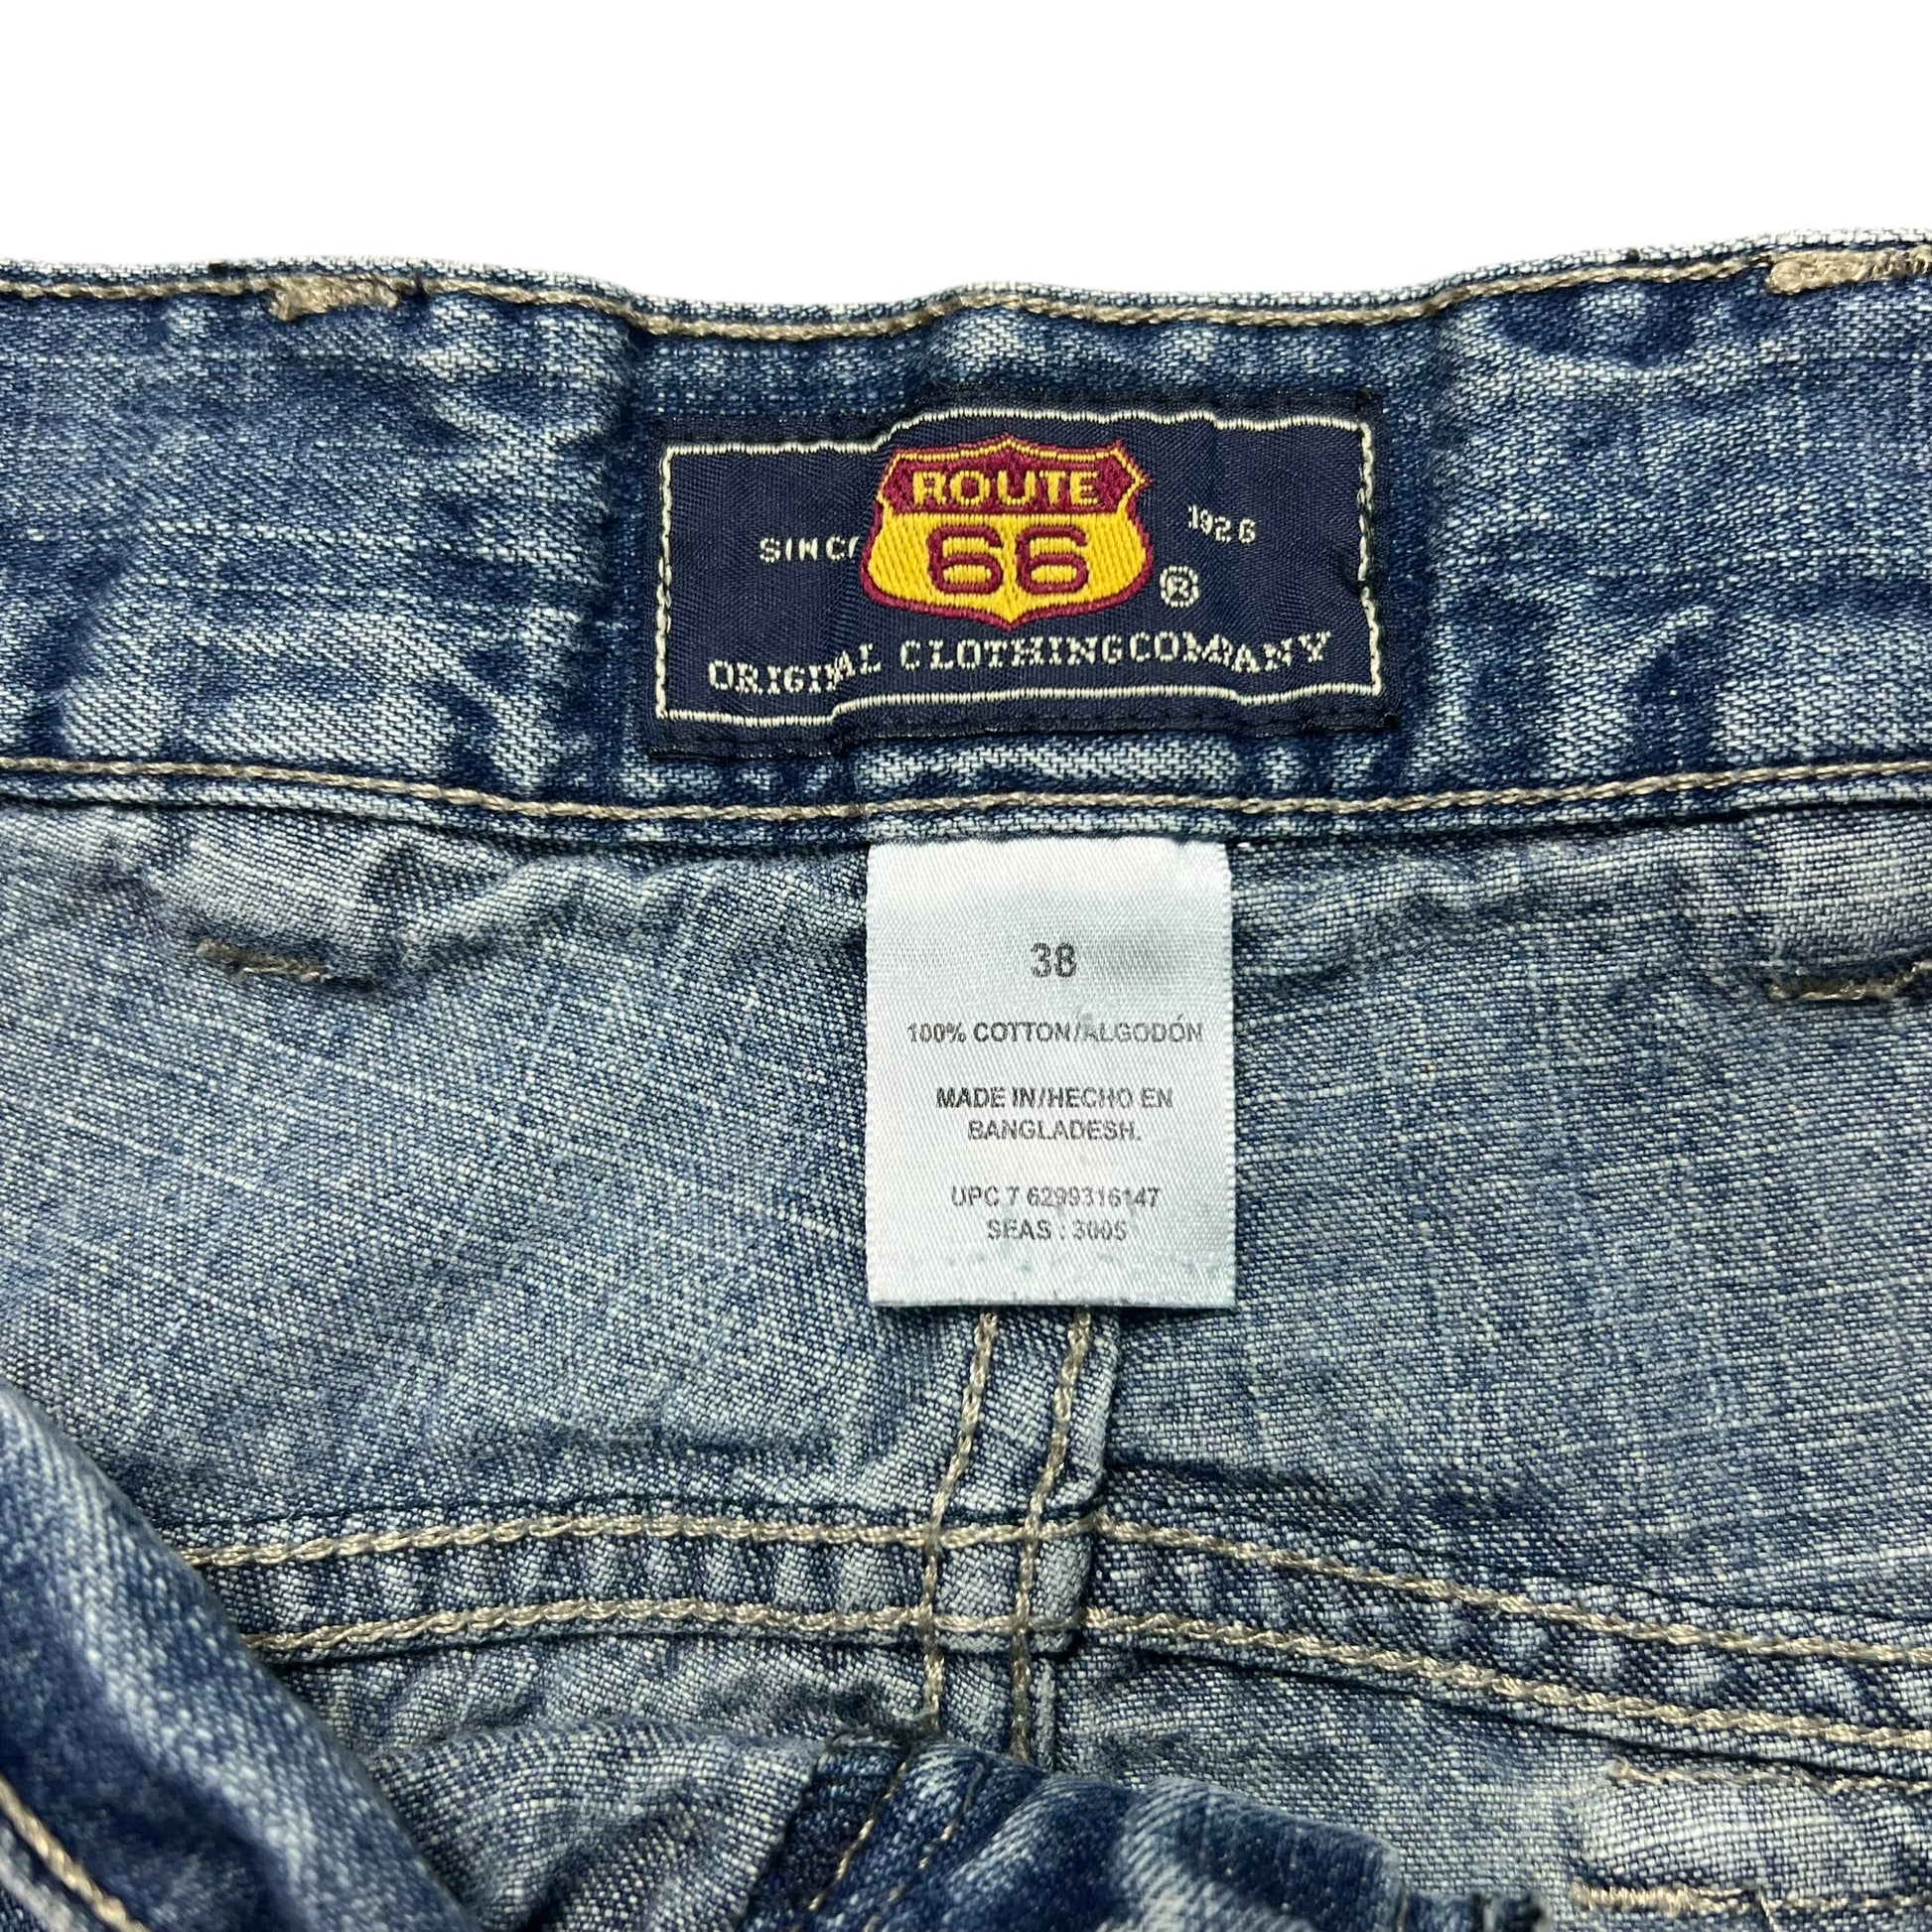 ROUTE
SINCE 66 1926
®
ORIGINAL CLOTHING COMPANY
38
100% COTTON/ALGODÓN
MADE IN/HECHO EN
BANGLADESH.
UPC 7 6299316147
SEAS : 3005